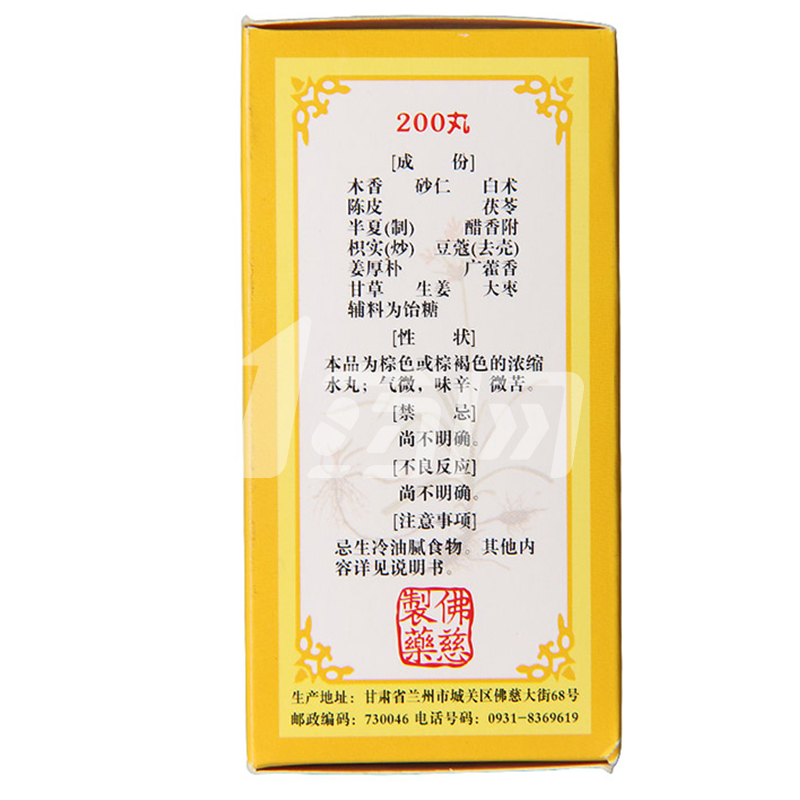 200丸
[成 份]
木香 砂仁 白术
陈皮 茯苓
半夏(制) 醋香附
枳实(炒) 豆蔻(去壳)
姜厚朴 广藿香
甘草 生姜 大枣
辅料为饴糖
[性 状]
本品为棕色或棕褐色的浓缩
水丸；气微，味辛、微苦。
[禁 忌]
尚不明确。
[不良反应]
尚不明确。
[注意事项]
忌生冷油腻食物。其他内
容详见说明书。
佛慈
製藥
生产地址：甘肃省兰州市城关区佛慈大街68号
邮政编码：730046 电话号码：0931-8369619
1药网